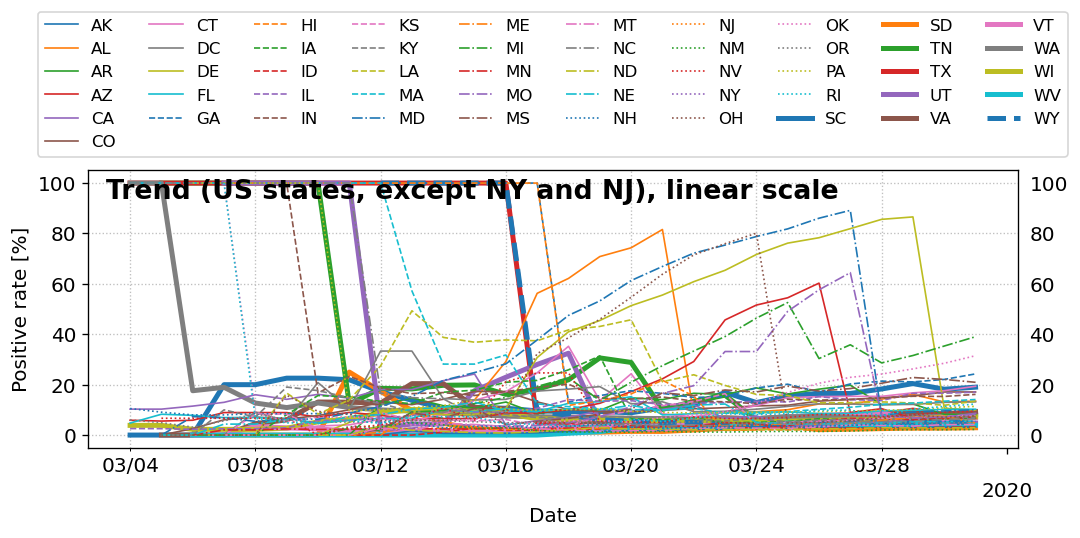 AK CT HI KS ME MT NJ OK SD VT
AL DC IA KY MI NC NM OR TN WA
AR DE ID LA MN ND NV PA TX WI
AZ FL IL MA MO NE NY RI UT WV
CA GA IN MD MS NH OH SC VA WY
CO
Trend (US states, except NY and NJ), linear scale
100 100
80 80
60 60
40 40
20 20
0 0
Positive rate [%]
03/04 03/08 03/12 03/16 03/20 03/24 03/28
2020
Date